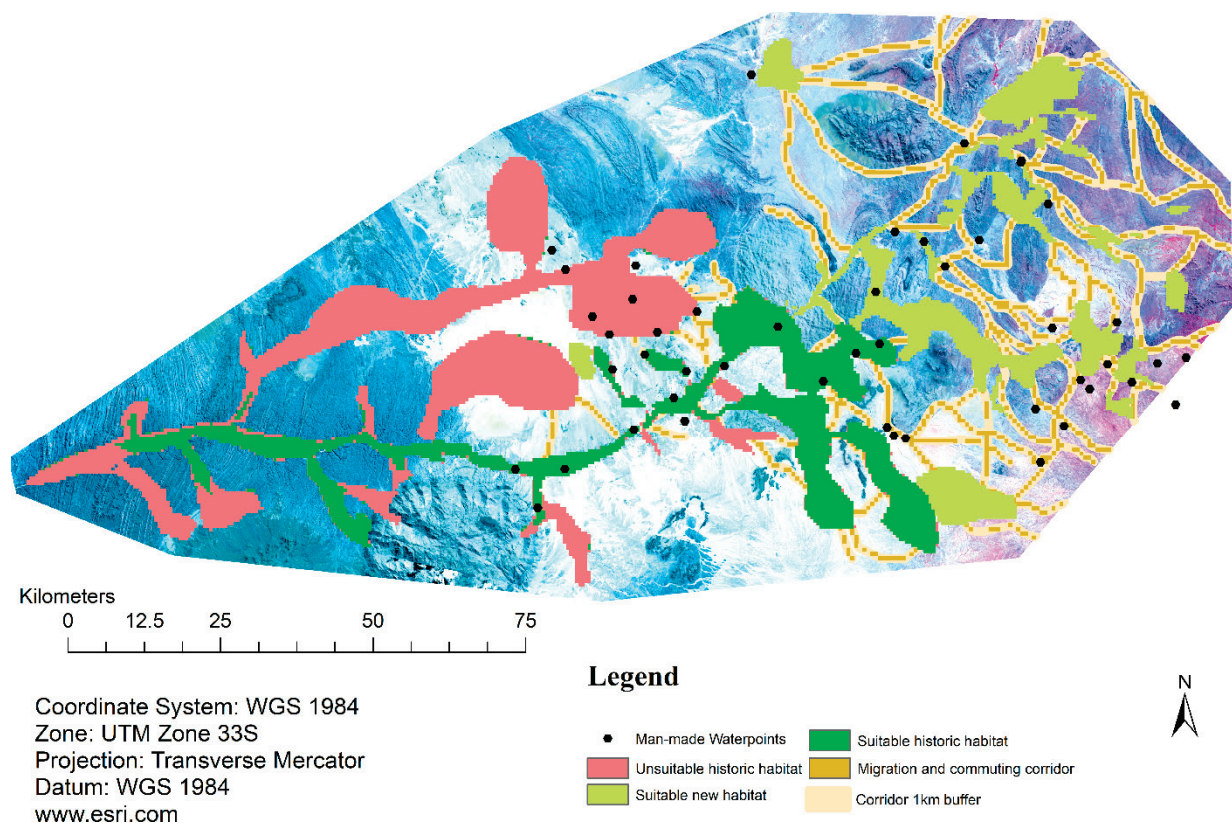 Kilometers
0 12.5 25 50 75
Coordinate System: WGS 1984
Zone: UTM Zone 33S
Projection: Transverse Mercator
Datum: WGS 1984
www.esri.com
Legend
Man-made Waterpoints
Unsuitable historic habitat
Suitable new habitat
Suitable historic habitat
Migration and commuting corridor
Corridor 1km buffer
N